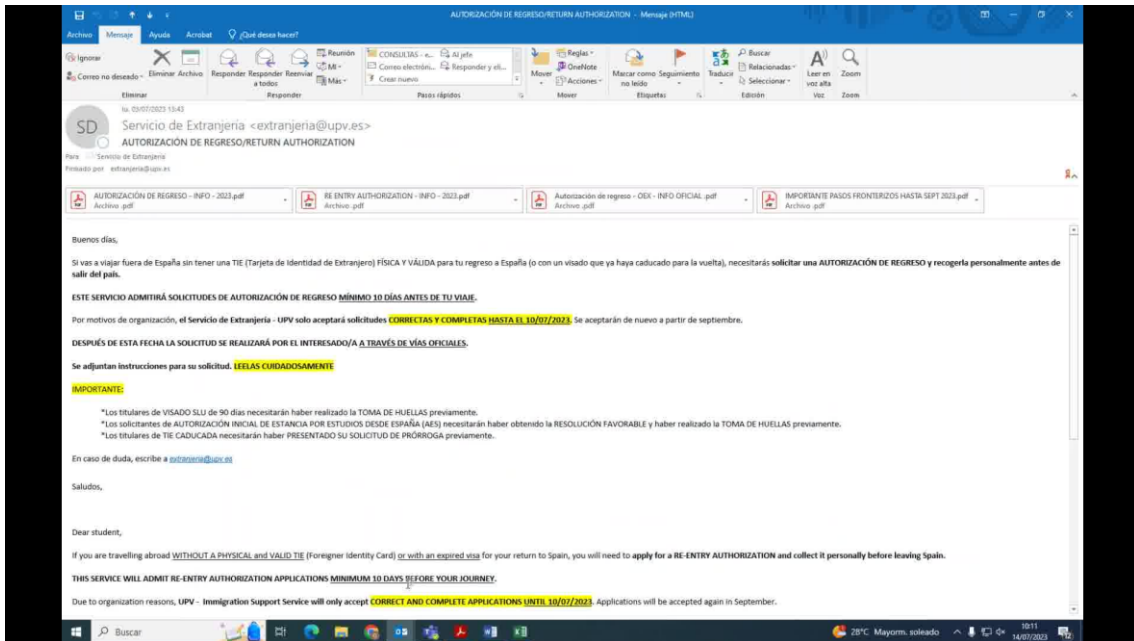 AUTORIZACIÓN DE REGRESO/RETURN AUTHORIZATION - Mensaje (HTML)
Archivo Mensaje Ayuda Acrobat ¿Qué desea hacer?
Ignorar
Correo no deseado
Eliminar Archivo
Responder Responder a todos Reenviar
Reunión
MI
Más
CONSULTAS - e...
Correo electrón...
Crear nuevo
Al jefe
Responder y eli...
Mover
Reglas
OneNote
Acciones
Marcar como no leído
Seguimiento
Traducir
Buscar
Relacionadas
Seleccionar
Leer en voz alta
Zoom
Eliminar Responder Pasos rápidos Mover Etiquetas Edición Voz Zoom
lu. 03/07/2023 13:43
SD
Servicio de Extranjería <extranjeria@upv.es>
AUTORIZACIÓN DE REGRESO/RETURN AUTHORIZATION
Para Servicio de Extranjería
Firmado por extranjeria@upv.es
AUTORIZACIÓN DE REGRESO - INFO - 2023.pdf
Archivo .pdf
RE ENTRY AUTHORIZATION - INFO - 2023.pdf
Archivo .pdf
Autorización de regreso - OEX - INFO OFICIAL .pdf
Archivo .pdf
IMPORTANTE PASOS FRONTERIZOS HASTA SEPT 2023.pdf
Archivo .pdf
Buenos días,
Si vas a viajar fuera de España sin tener una TIE (Tarjeta de Identidad de Extranjero) FÍSICA Y VÁLIDA para tu regreso a España (o con un visado que ya haya caducado para la vuelta), necesitarás solicitar una AUTORIZACIÓN DE REGRESO y recogerla personalmente antes de
salir del país.
ESTE SERVICIO ADMITIRÁ SOLICITUDES DE AUTORIZACIÓN DE REGRESO MÍNIMO 10 DÍAS ANTES DE TU VIAJE.
Por motivos de organización, el Servicio de Extranjería - UPV solo aceptará solicitudes CORRECTAS Y COMPLETAS HASTA EL 10/07/2023. Se aceptarán de nuevo a partir de septiembre.
DESPUÉS DE ESTA FECHA LA SOLICITUD SE REALIZARÁ POR EL INTERESADO/A A TRAVÉS DE VÍAS OFICIALES.
Se adjuntan instrucciones para su solicitud. LEELAS CUIDADOSAMENTE
IMPORTANTE:
*Los titulares de VISADO SLU de 90 días necesitarán haber realizado la TOMA DE HUELLAS previamente.
*Los solicitantes de AUTORIZACIÓN INICIAL DE ESTANCIA POR ESTUDIOS DESDE ESPAÑA (AES) necesitarán haber obtenido la RESOLUCIÓN FAVORABLE y haber realizado la TOMA DE HUELLAS previamente.
*Los titulares de TIE CADUCADA necesitarán haber PRESENTADO SU SOLICITUD DE PRÓRROGA previamente.
En caso de duda, escribe a extranjeria@upv.es
Saludos,
Dear student,
If you are travelling abroad WITHOUT A PHYSICAL and VALID TIE (Foreigner Identity Card) or with an expired visa for your return to Spain, you will need to apply for a RE-ENTRY AUTHORIZATION and collect it personally before leaving Spain.
THIS SERVICE WILL ADMIT RE-ENTRY AUTHORIZATION APPLICATIONS MINIMUM 10 DAYS BEFORE YOUR JOURNEY.
Due to organization reasons, UPV - Immigration Support Service will only accept CORRECT AND COMPLETE APPLICATIONS UNTIL 10/07/2023. Applications will be accepted again in September.
Buscar
28°C Mayorm. soleado
10:11
14/07/2023